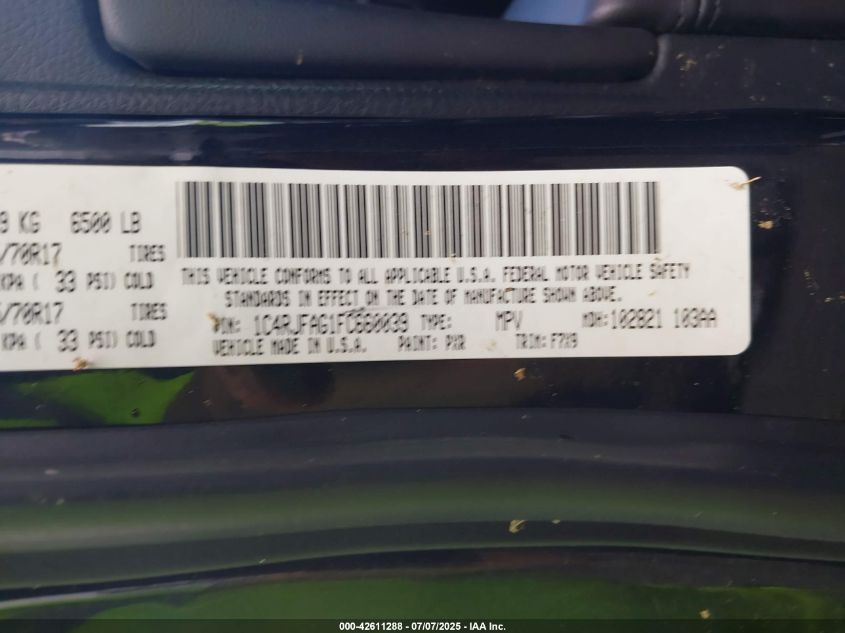 9 KG 6500 LB
/70R17 TIRES
KPA ( 33 PSI) COLD
/70R17 TIRES
KPA ( 33 PSI) COLD
THIS VEHICLE CONFORMS TO ALL APPLICABLE U.S.A. FEDERAL MOTOR VEHICLE SAFETY
STANDARDS IN EFFECT ON THE DATE OF MANUFACTURE SHOWN ABOVE.
VIN: 1C4RJFAG1FC660039 TYPE: MPV MDH: 102821 103AA
VEHICLE MADE IN U.S.A. PAINT: PXR TRIM: F7X9
000-42611288 - 07/07/2025 - IAA Inc.